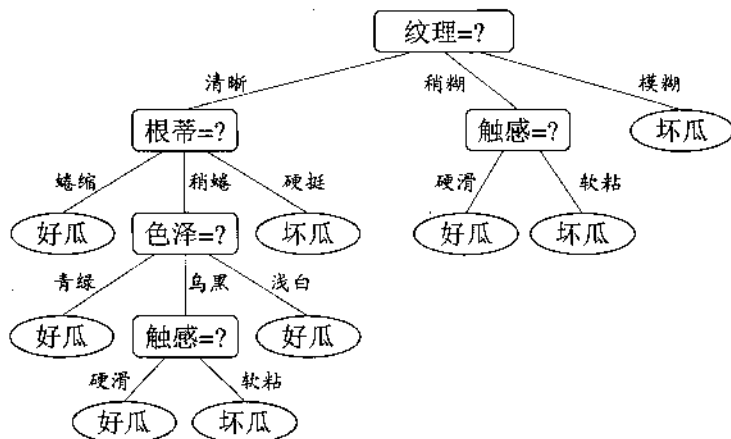 纹理=?
清晰 稍糊 模糊
根蒂=? 触感=? 坏瓜
蜷缩 稍蜷 硬挺 硬滑 软粘
好瓜 色泽=? 坏瓜 好瓜 坏瓜
青绿 乌黑 浅白
好瓜 触感=? 好瓜
硬滑 软粘
好瓜 坏瓜